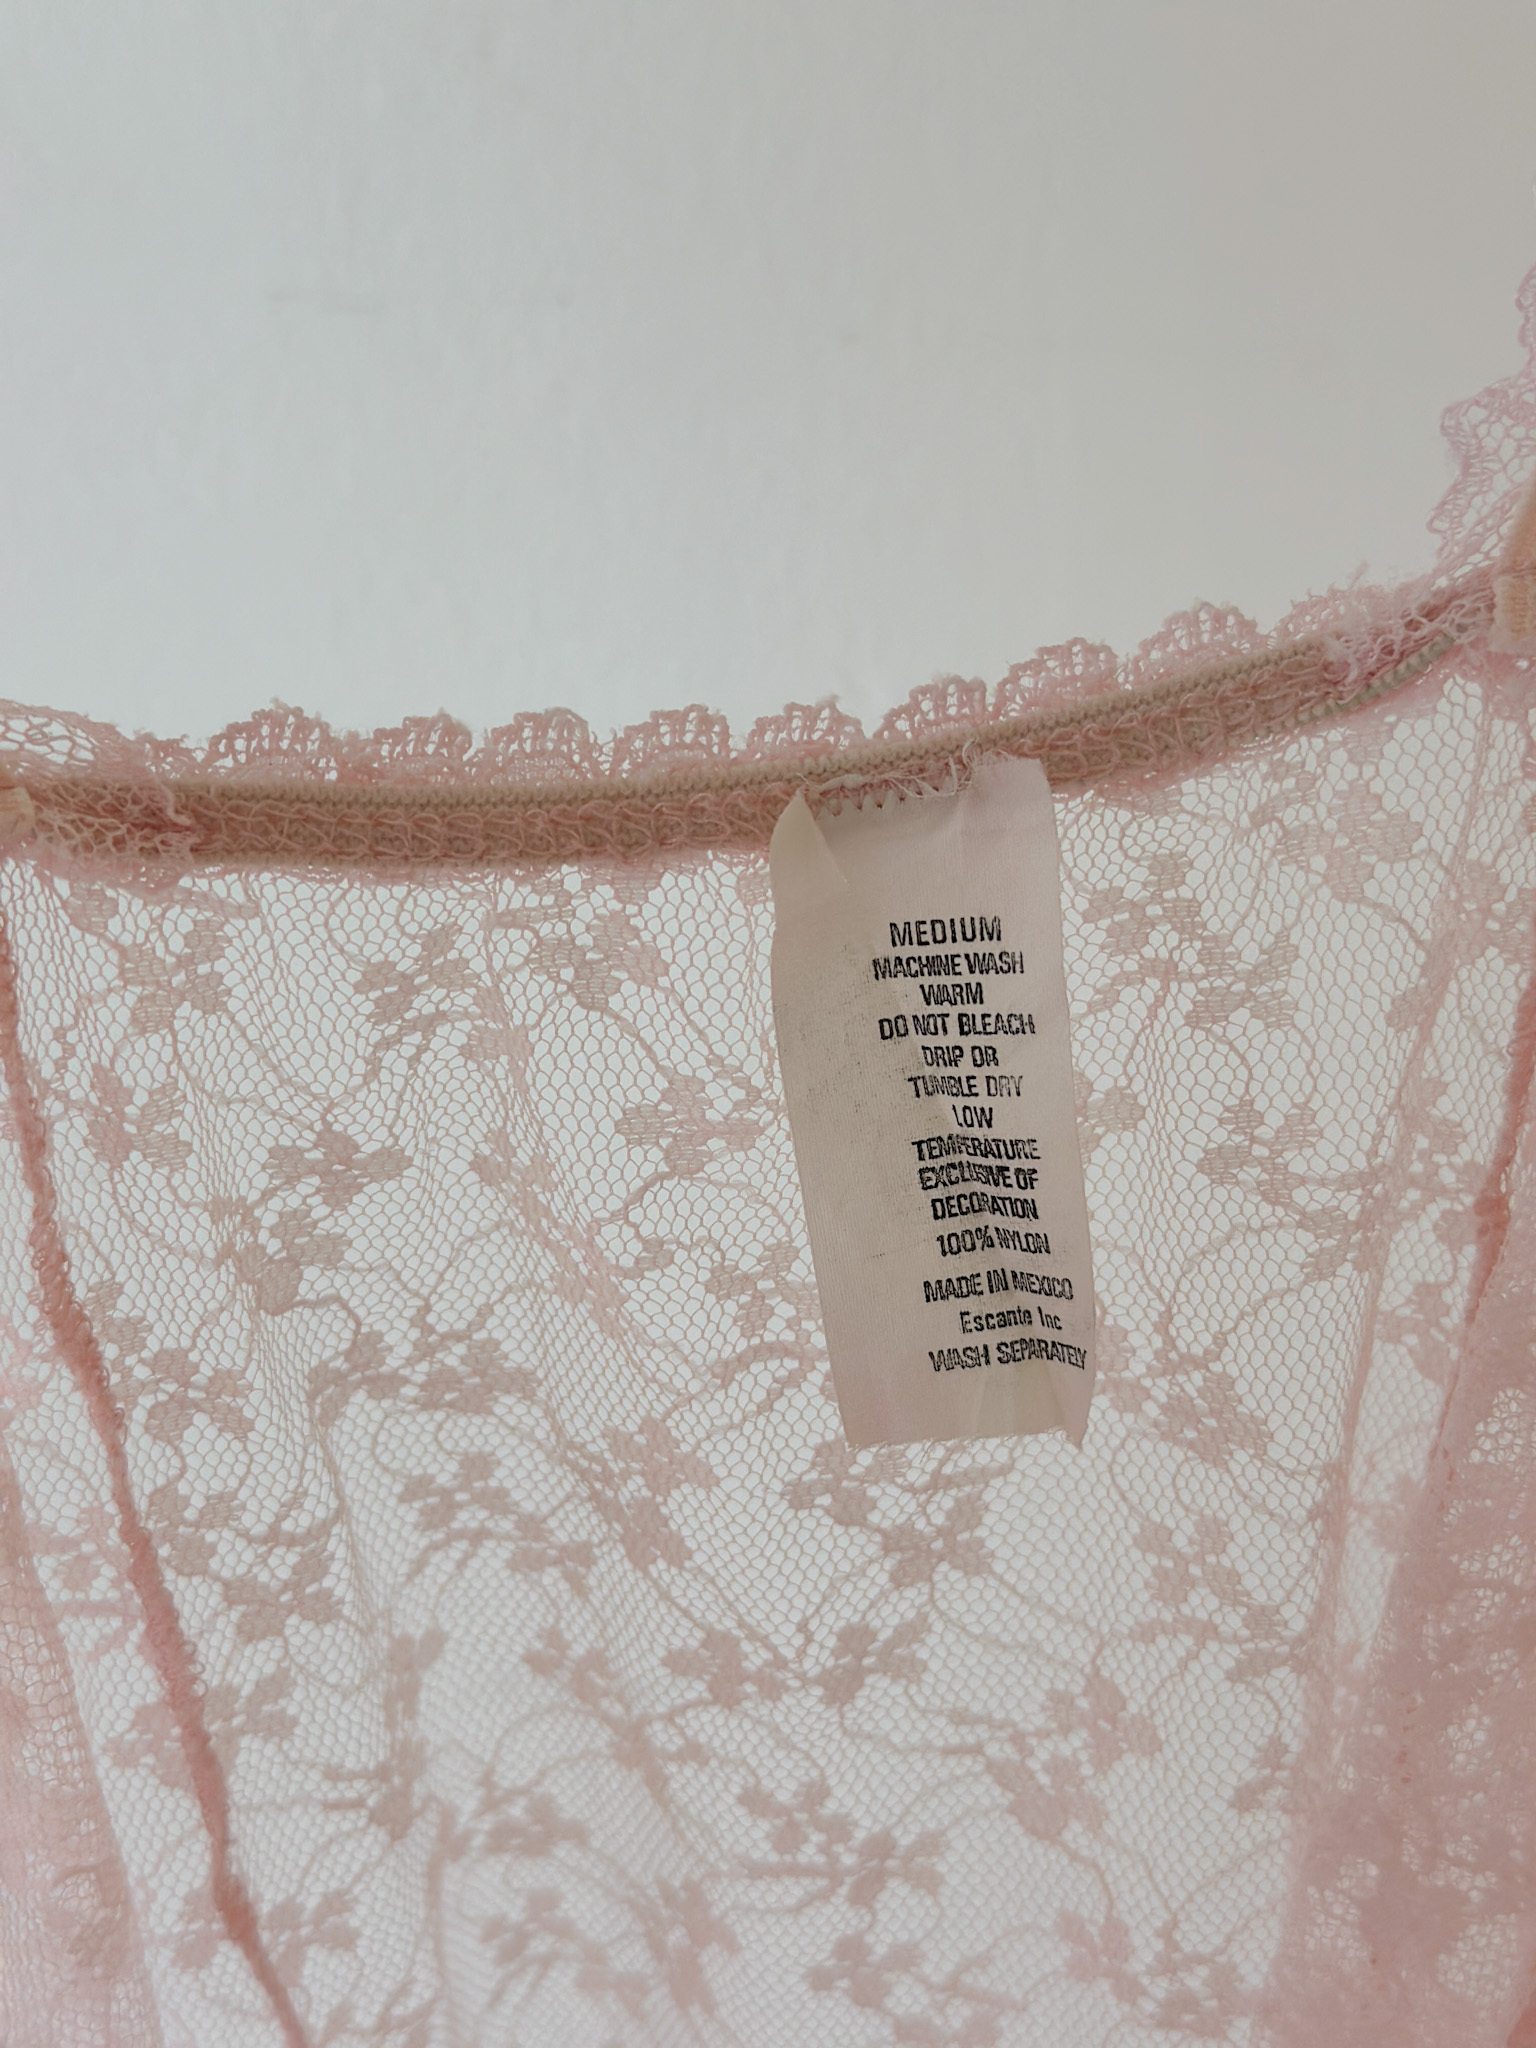 MEDIUM
MACHINE WASH
WARM
DO NOT BLEACH
DRIP OR
TUMBLE DRY
LOW
TEMPERATURE
EXCLUSIVE OF
DECORATION
100% NYLON
MADE IN MEXICO
Escante Inc
WASH SEPARATELY